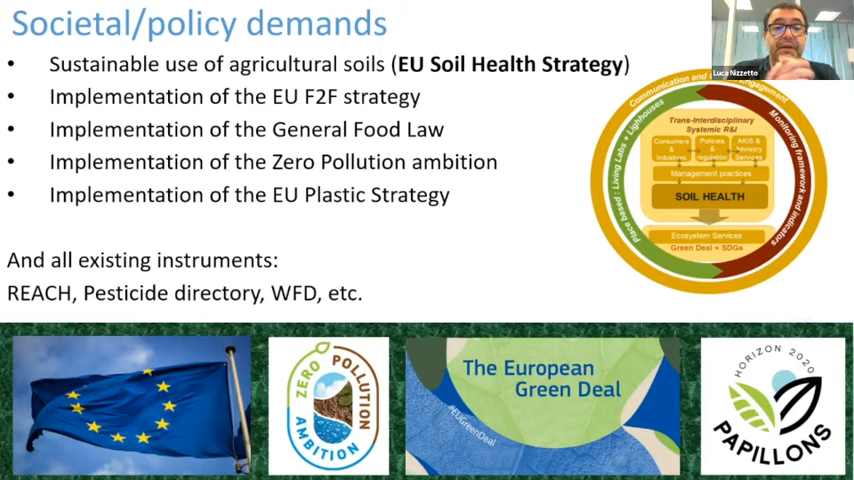 Societal/policy demands
Luca Nizzetto
• Sustainable use of agricultural soils (EU Soil Health Strategy)
• Implementation of the EU F2F strategy
• Implementation of the General Food Law
• Implementation of the Zero Pollution ambition
• Implementation of the EU Plastic Strategy
And all existing instruments:
REACH, Pesticide directory, WFD, etc.
Communication and
Engagement
Place based: Living Labs + Lighhouses
Monitoring framework and indicators
Trans-Interdisciplinary
Systemic R&I
Consumers
&
Industries
Policies
&
regulation
AKIS &
Advisory
Services
Management practices
SOIL HEALTH
Ecosystem Services
Green Deal + SDGs
ZERO POLLUTION
AMBITION
The European
Green Deal
#EUGreenDeal
HORIZON 2020
PAPILLONS